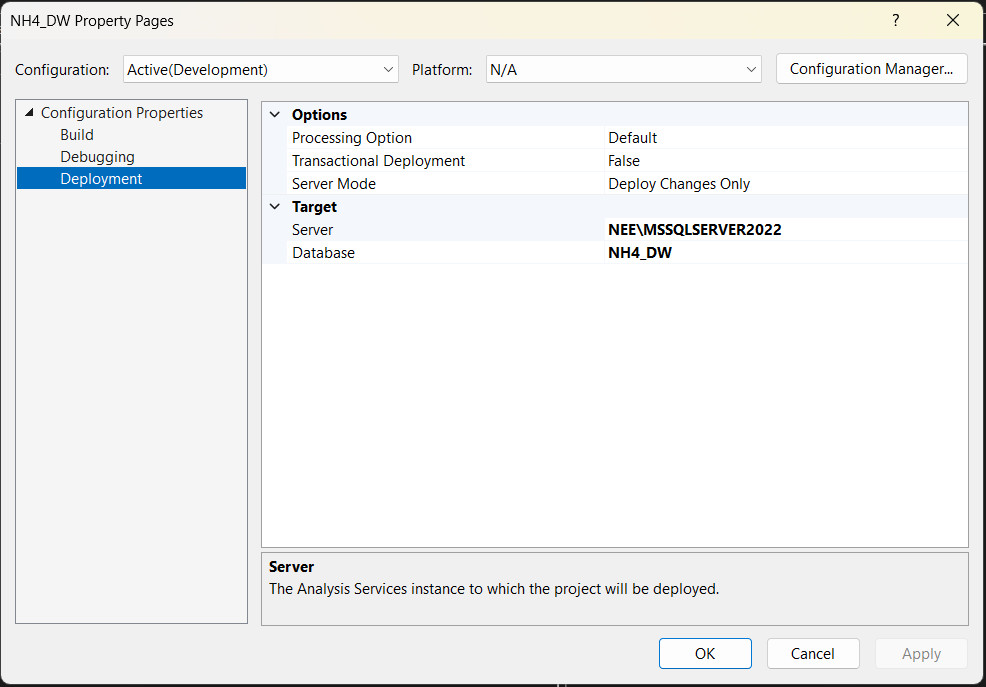 NH4_DW Property Pages
?
Configuration: Active(Development) Platform: N/A Configuration Manager...
Configuration Properties
Build
Debugging
Deployment
Options
Processing Option Default
Transactional Deployment False
Server Mode Deploy Changes Only
Target
Server NEE\MSSQLSERVER2022
Database NH4_DW
Server
The Analysis Services instance to which the project will be deployed.
OK Cancel Apply